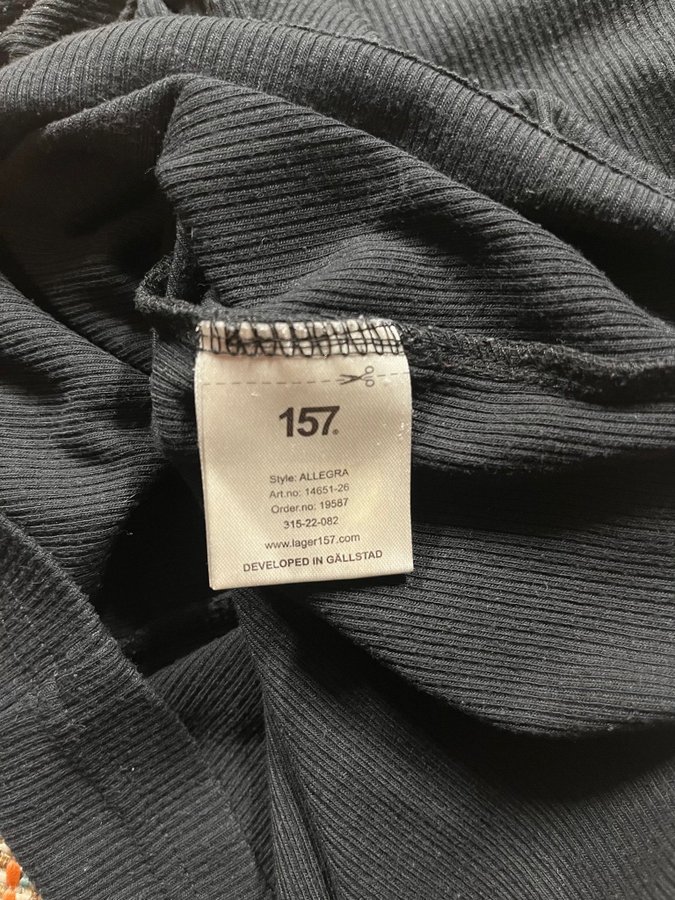 157.
Style: ALLEGRA
Art.no: 14651-26
Order.no: 19587
315-22-082
www.lager157.com
DEVELOPED IN GÄLLSTAD